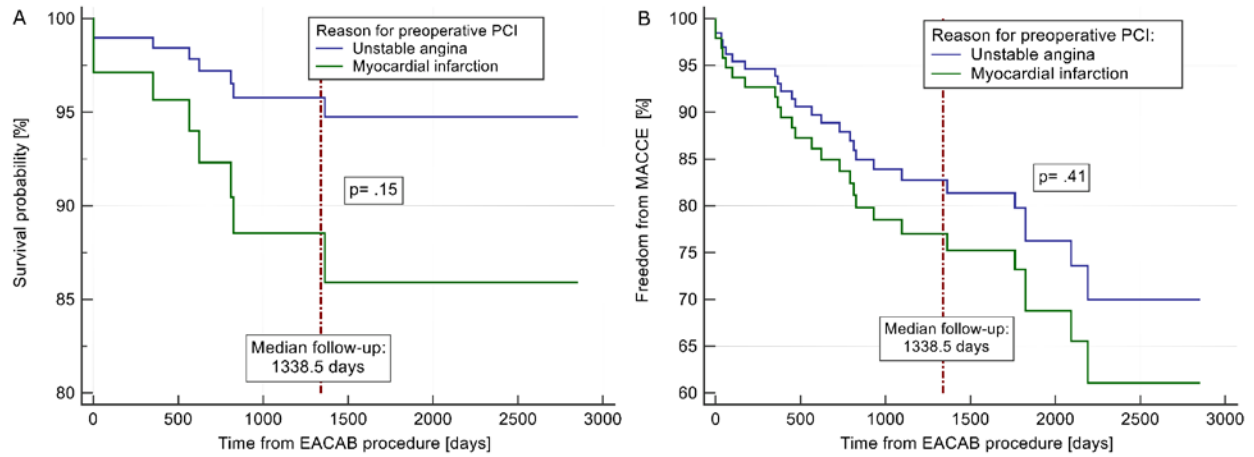 A
Reason for preoperative PCI
Unstable angina
Myocardial infarction
Survival probability [%]
100
95
90
85
80
p= .15
Median follow-up:
1338.5 days
0
500
1000
1500
2000
2500
3000
Time from EACAB procedure [days]
B
Reason for preoperative PCI:
Unstable angina
Myocardial infarction
Freedom from MACCE [%]
100
95
90
85
80
75
70
65
60
p= .41
Median follow-up:
1338.5 days
0
500
1000
1500
2000
2500
3000
Time from EACAB procedure [days]